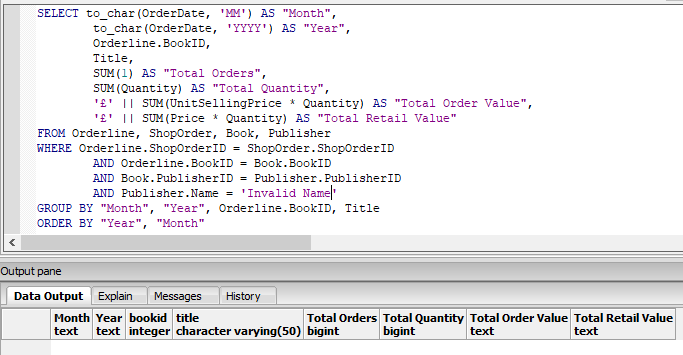 SELECT to_char(OrderDate, 'MM') AS "Month",
to_char(OrderDate, 'YYYY') AS "Year",
Orderline.BookID,
Title,
SUM(1) AS "Total Orders",
SUM(Quantity) AS "Total Quantity",
'£' || SUM(UnitSellingPrice * Quantity) AS "Total Order Value",
'£' || SUM(Price * Quantity) AS "Total Retail Value"
FROM Orderline, ShopOrder, Book, Publisher
WHERE Orderline.ShopOrderID = ShopOrder.ShopOrderID
AND Orderline.BookID = Book.BookID
AND Book.PublisherID = Publisher.PublisherID
AND Publisher.Name = 'Invalid Name'
GROUP BY "Month", "Year", Orderline.BookID, Title
ORDER BY "Year", "Month"
Output pane
Data Output Explain Messages History
Month Year bookid title Total Orders Total Quantity Total Order Value Total Retail Value
text text integer character varying(50) bigint bigint text text